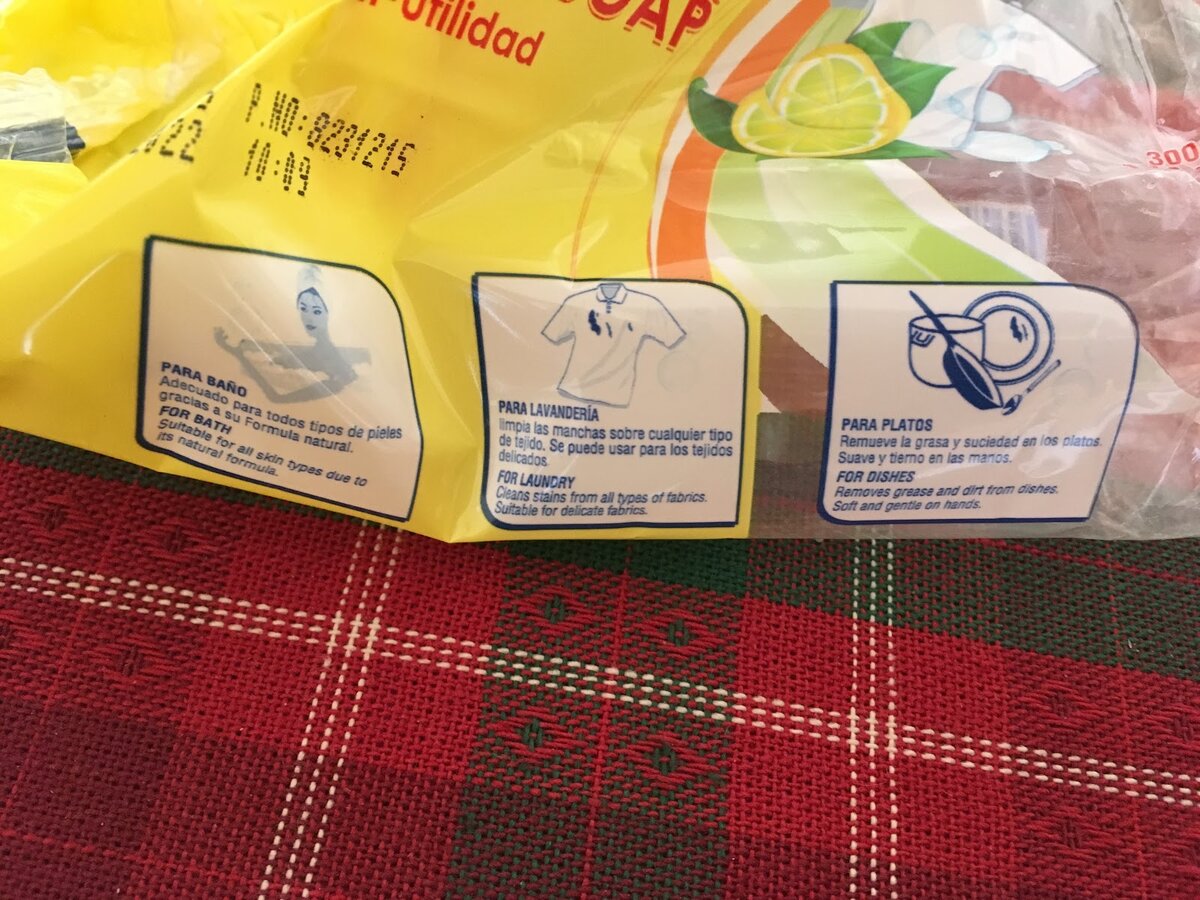 SOAP
Utilidad
P.NO: 8231215
10:09
300
PARA BAÑO
Adecuado para todos tipos de pieles
gracias a su Formula natural.
FOR BATH
Suitable for all skin types due to
its natural formula.
PARA LAVANDERÍA
limpia las manchas sobre cualquier tipo
de tejido. Se puede usar para los tejidos
delicados.
FOR LAUNDRY
Cleans stains from all types of fabrics.
Suitable for delicate fabrics.
PARA PLATOS
Remueve la grasa y suciedad en los platos.
Suave y tierno en las manos.
FOR DISHES
Removes grease and dirt from dishes.
Soft and gentle on hands.